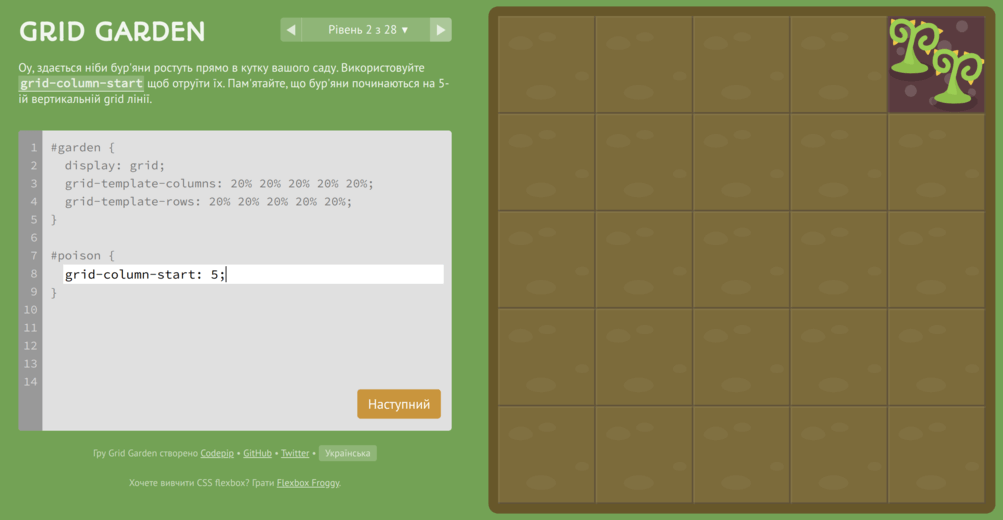 GRID GARDEN
◀ Рівень 2 з 28 ▼ ▶
Оу, здається ніби бур'яни ростуть прямо в кутку вашого саду. Використовуйте
grid-column-start щоб отруїти їх. Пам'ятайте, що бур'яни починаються на 5-
ій вертикальній grid лінії.
1 #garden {
2 display: grid;
3 grid-template-columns: 20% 20% 20% 20% 20%;
4 grid-template-rows: 20% 20% 20% 20% 20%;
5 }
6
7 #poison {
8 grid-column-start: 5;
9 }
10
11
12
13
14
Наступний
Гру Grid Garden створено Codepip • GitHub • Twitter • Українська
Хочете вивчити CSS flexbox? Грати Flexbox Froggy.